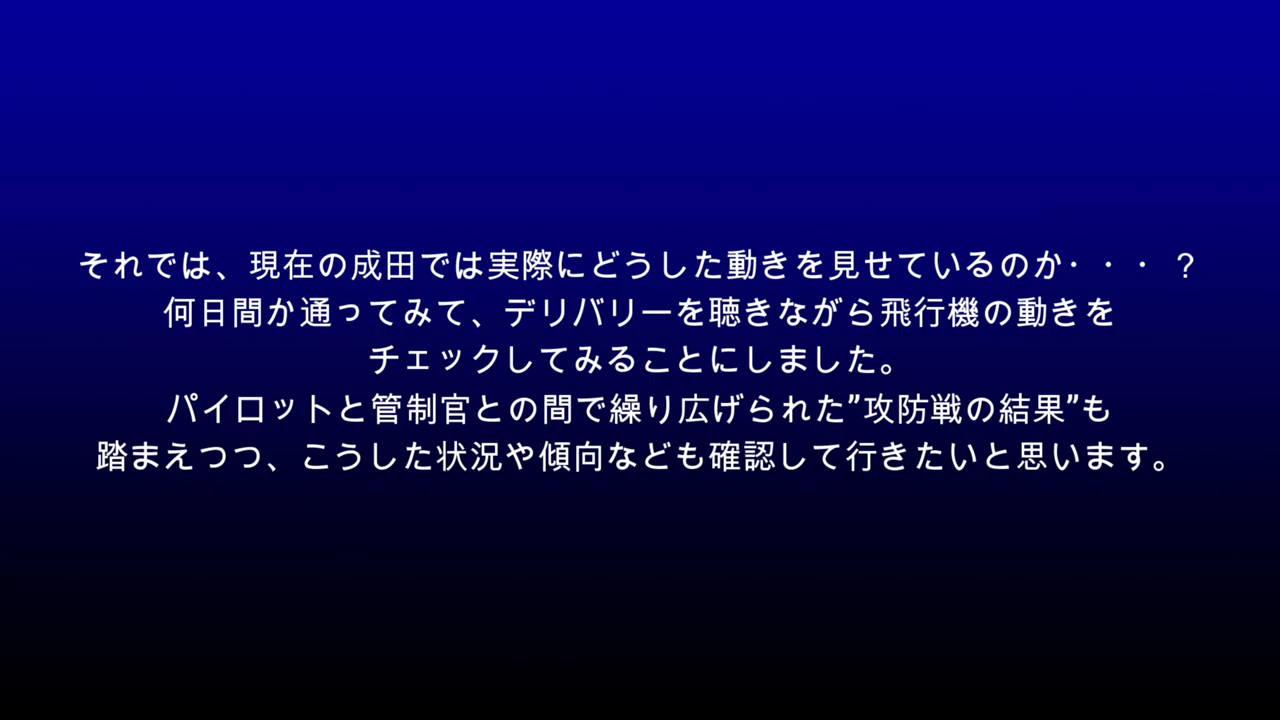 それでは、現在の成田では実際にどうした動きを見せているのか・・・？
何日間か通ってみて、デリバリーを聴きながら飛行機の動きを
チェックしてみることにしました。
パイロットと管制官との間で繰り広げられた”攻防戦の結果”も
踏まえつつ、こうした状況や傾向なども確認して行きたいと思います。